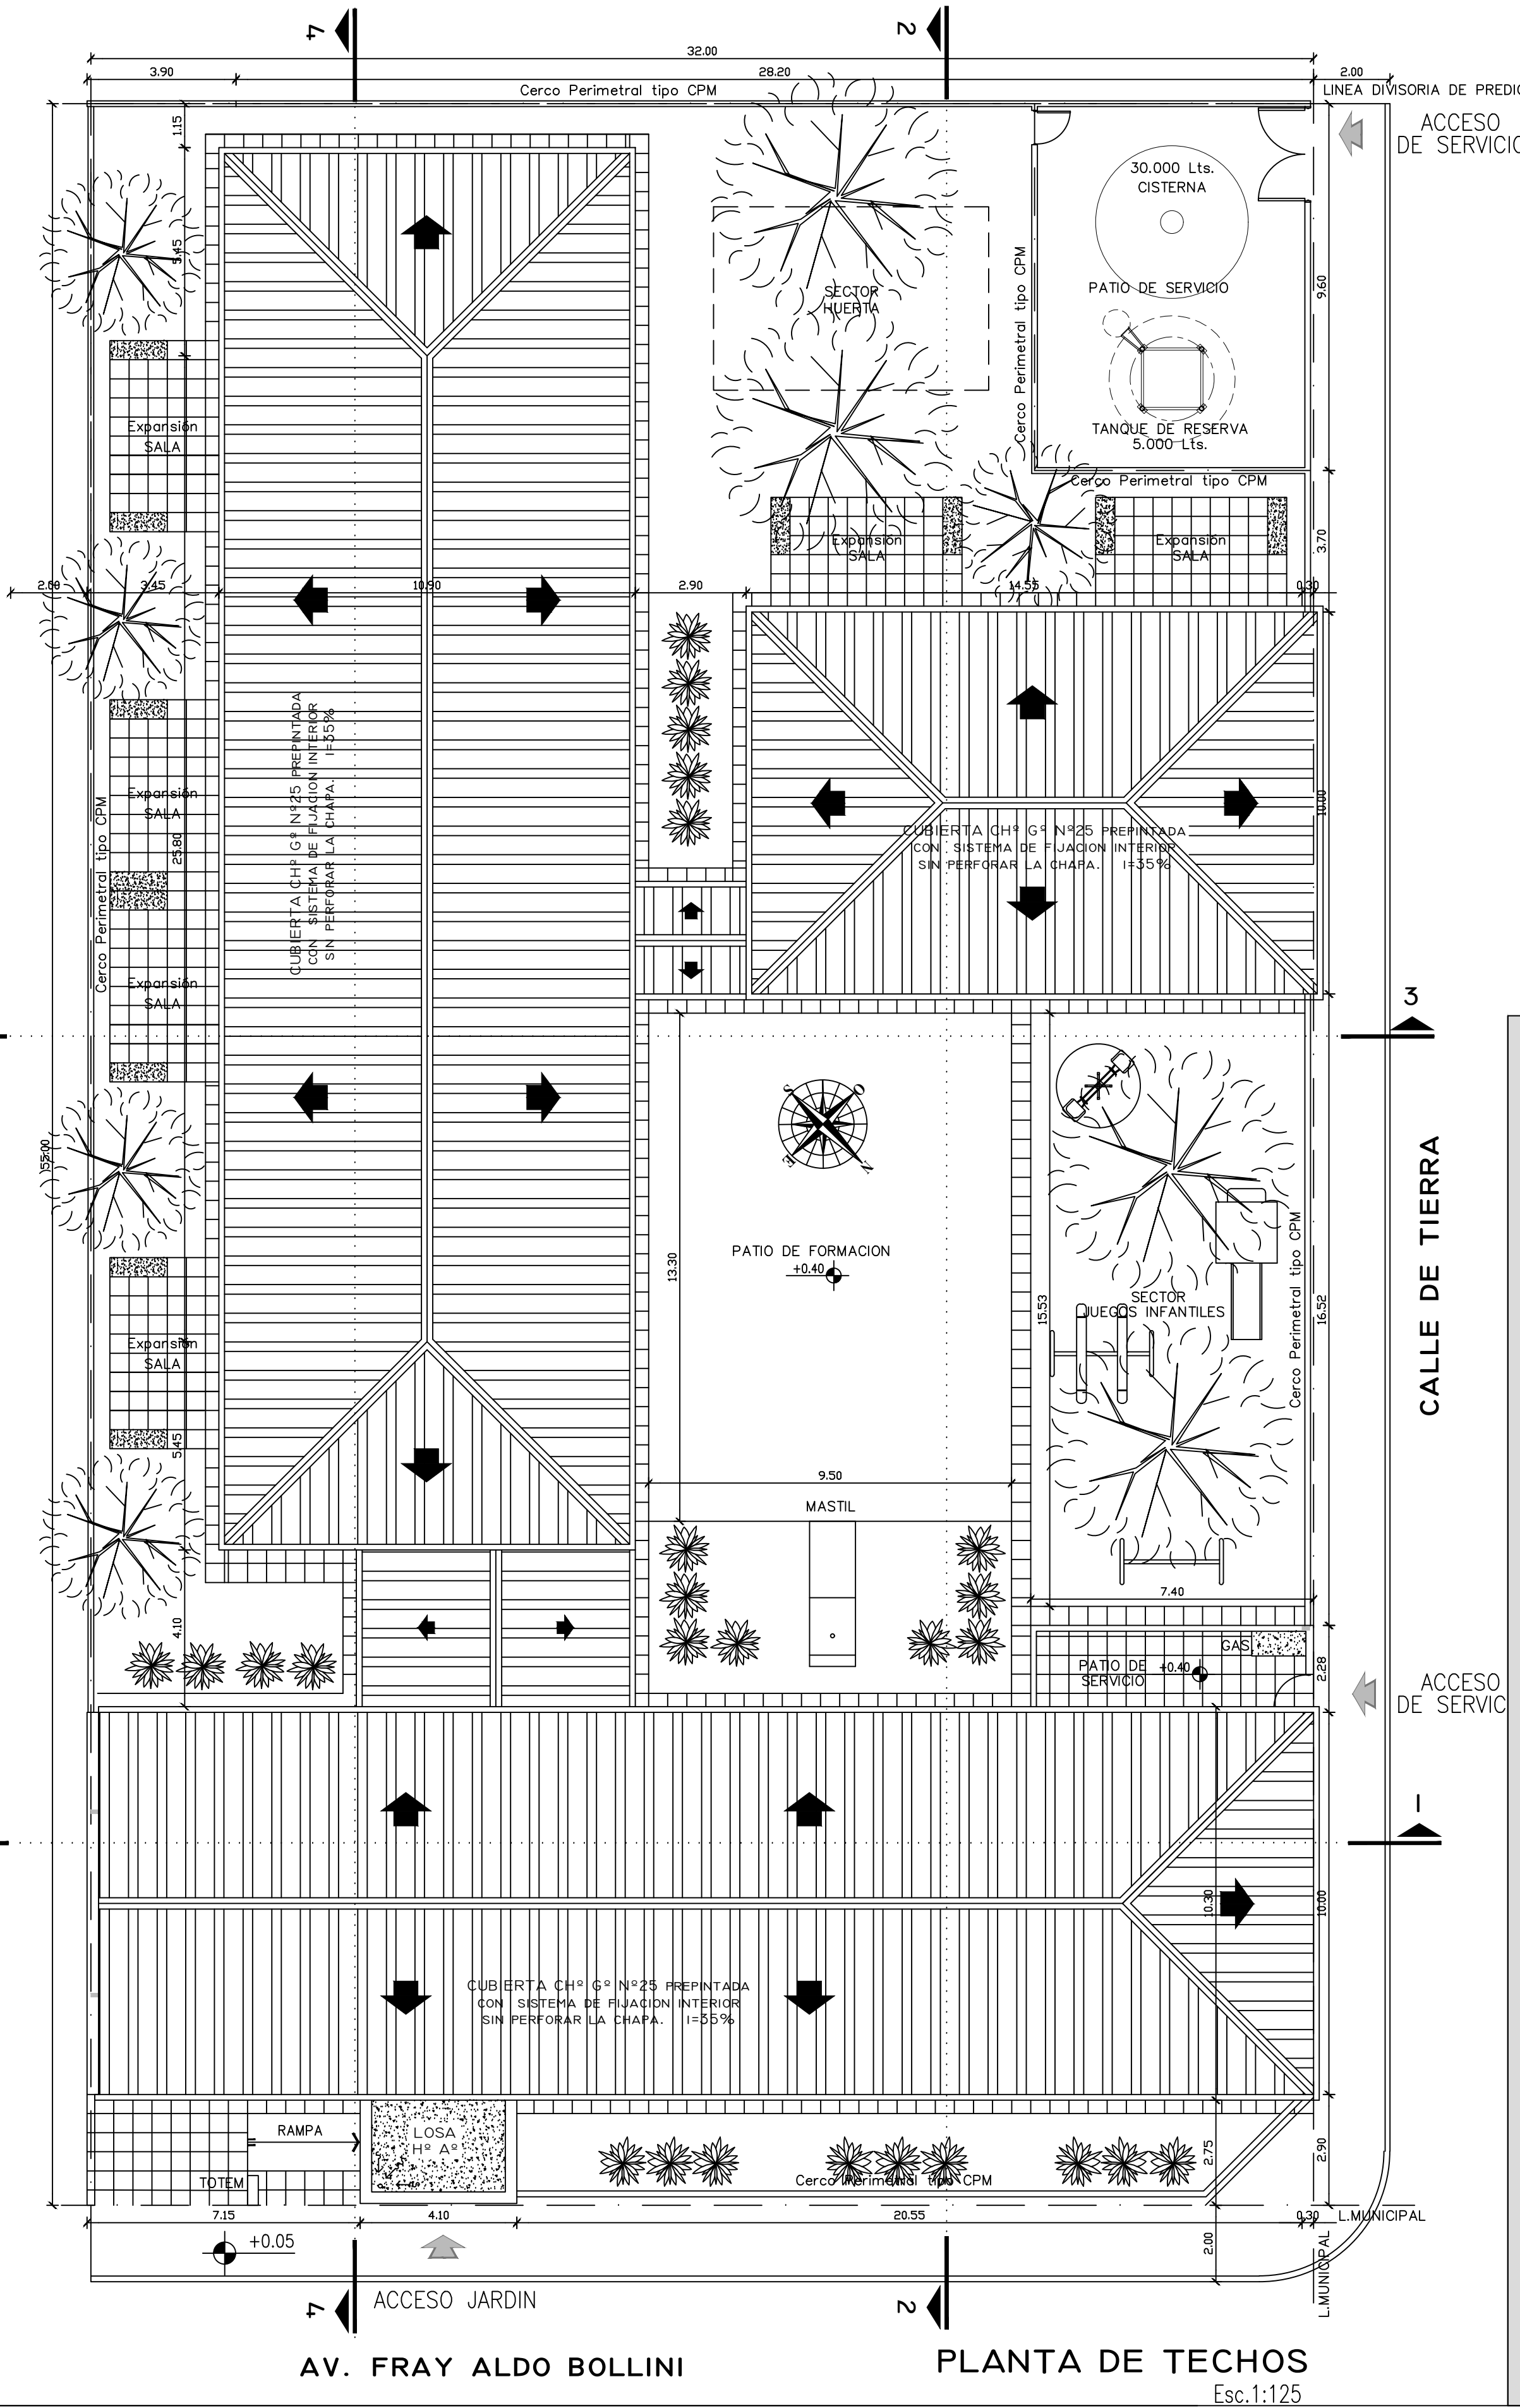 4
2
32.00
3.90
28.20
2.00
Cerco Perimetral tipo CPM
LINEA DIVISORIA DE PREDIO
ACCESO
DE SERVICIO
1.15
30.000 Lts.
CISTERNA
5.45
Cerco Perimetral tipo CPM
PATIO DE SERVICIO
9.60
SECTOR
HUERTA
TANQUE DE RESERVA
5.000 Lts.
Expansión
SALA
Cerco Perimetral tipo CPM
Expansión
SALA
Expansión
SALA
3.70
2.00
3.45
10.90
2.90
14.55
0.30
CUBIERTA CHº Gº Nº25 PREPINTADA
CON SISTEMA DE FIJACION INTERIOR
SIN PERFORAR LA CHAPA. I=35%
Expansión
SALA
25.80
Cerco Perimetral tipo CPM
10.00
CUBIERTA CHº Gº Nº25 PREPINTADA
CON SISTEMA DE FIJACION INTERIOR
SIN PERFORAR LA CHAPA. I=35%
Expansión
SALA
3
S
O
E
N
55.00
CALLE DE TIERRA
13.30
PATIO DE FORMACION
+0.40
15.53
SECTOR
JUEGOS INFANTILES
Cerco Perimetral tipo CPM
16.52
Expansión
SALA
5.45
9.50
MASTIL
7.40
4.10
GAS
PATIO DE
SERVICIO
+0.40
2.28
ACCESO
DE SERVIC
1
10.30
10.00
CUBIERTA CHº Gº Nº25 PREPINTADA
CON SISTEMA DE FIJACION INTERIOR
SIN PERFORAR LA CHAPA. I=35%
RAMPA
LOSA
Hº Aº
TOTEM
Cerco Perimetral tipo CPM
2.75
2.90
7.15
4.10
20.55
0.30
L.MUNICIPAL
+0.05
2.00
L.MUNICIPAL
4
ACCESO JARDIN
2
AV. FRAY ALDO BOLLINI
PLANTA DE TECHOS
Esc.1:125